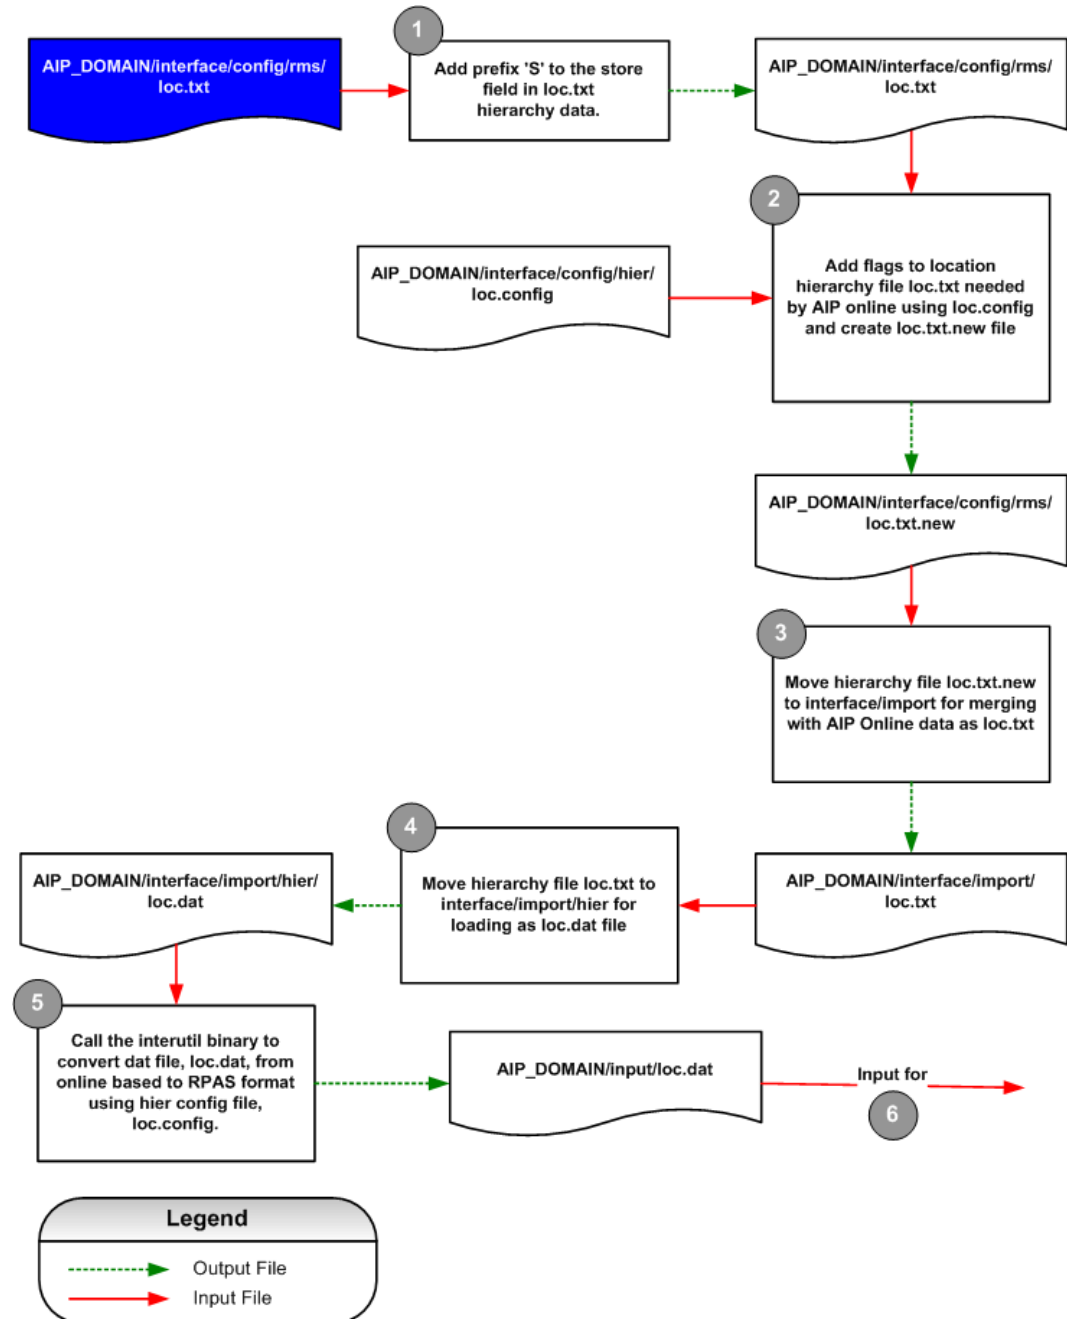 1
AIP_DOMAIN/interface/config/rms/
loc.txt
Add prefix 'S' to the store
field in loc.txt
hierarchy data.
AIP_DOMAIN/interface/config/rms/
loc.txt
2
AIP_DOMAIN/interface/config/hier/
loc.config
Add flags to location
hierarchy file loc.txt needed
by AIP online using loc.config
and create loc.txt.new file
AIP_DOMAIN/interface/config/rms/
loc.txt.new
3
Move hierarchy file loc.txt.new
to interface/import for merging
with AIP Online data as loc.txt
4
AIP_DOMAIN/interface/import/hier/
loc.dat
Move hierarchy file loc.txt to
interface/import/hier for
loading as loc.dat file
AIP_DOMAIN/interface/import/
loc.txt
5
Call the interutil binary to
convert dat file, loc.dat, from
online based to RPAS format
using hier config file,
loc.config.
AIP_DOMAIN/input/loc.dat
Input for
6
Legend
Output File
Input File